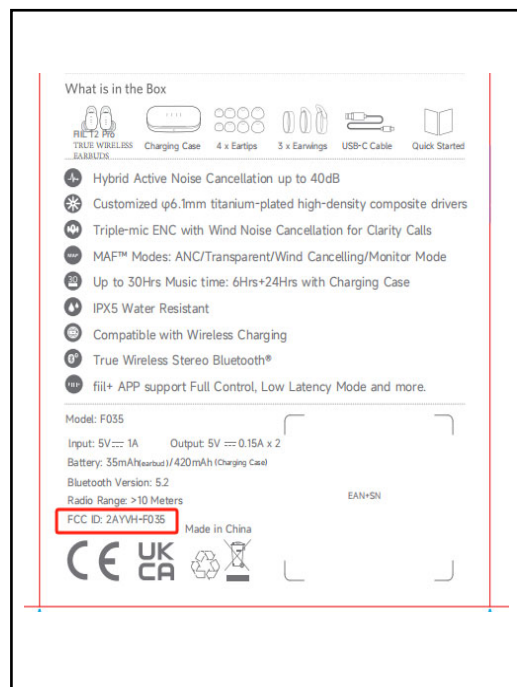 What is in the Box
FIIL T2 Pro
TRUE WIRELESS
EARBUDS
Charging Case
4 x Eartips
3 x Earwings
USB-C Cable
Quick Started
Hybrid Active Noise Cancellation up to 40dB
Customized φ6.1mm titanium-plated high-density composite drivers
Triple-mic ENC with Wind Noise Cancellation for Clarity Calls
MAF MAF™ Modes: ANC/Transparent/Wind Cancelling/Monitor Mode
30 Up to 30Hrs Music time: 6Hrs+24Hrs with Charging Case
IPX5 Water Resistant
Compatible with Wireless Charging
True Wireless Stereo Bluetooth®
fiil+ APP support Full Control, Low Latency Mode and more.
Model: F035
Input: 5V⎓ 1A Output: 5V ⎓ 0.15A x 2
Battery: 35mAh(earbud)/420mAh (Charging Case)
Bluetooth Version: 5.2
Radio Range: >10 Meters
EAN+SN
FCC ID: 2AYVH-F035
Made in China
CE UK
CA